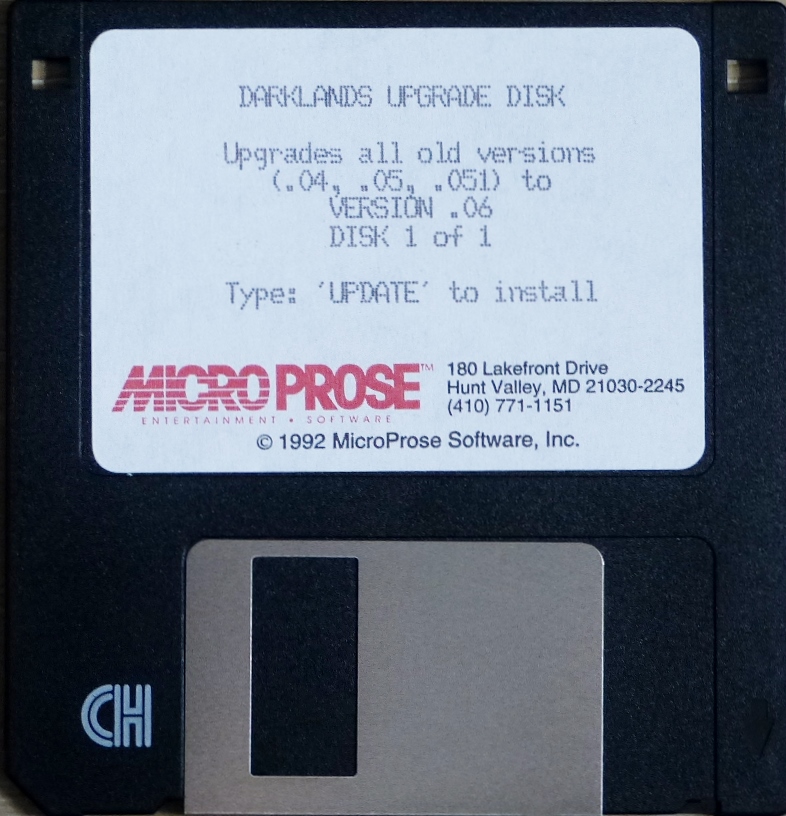 DARKLANDS UPGRADE DISK
Upgrades all old versions
(.04, .05, .051) to
VERSION .06
DISK 1 of 1
Type: 'UPDATE' to install
MICROPROSE™
ENTERTAINMENT • SOFTWARE
180 Lakefront Drive
Hunt Valley, MD 21030-2245
(410) 771-1151
© 1992 MicroProse Software, Inc.
CH